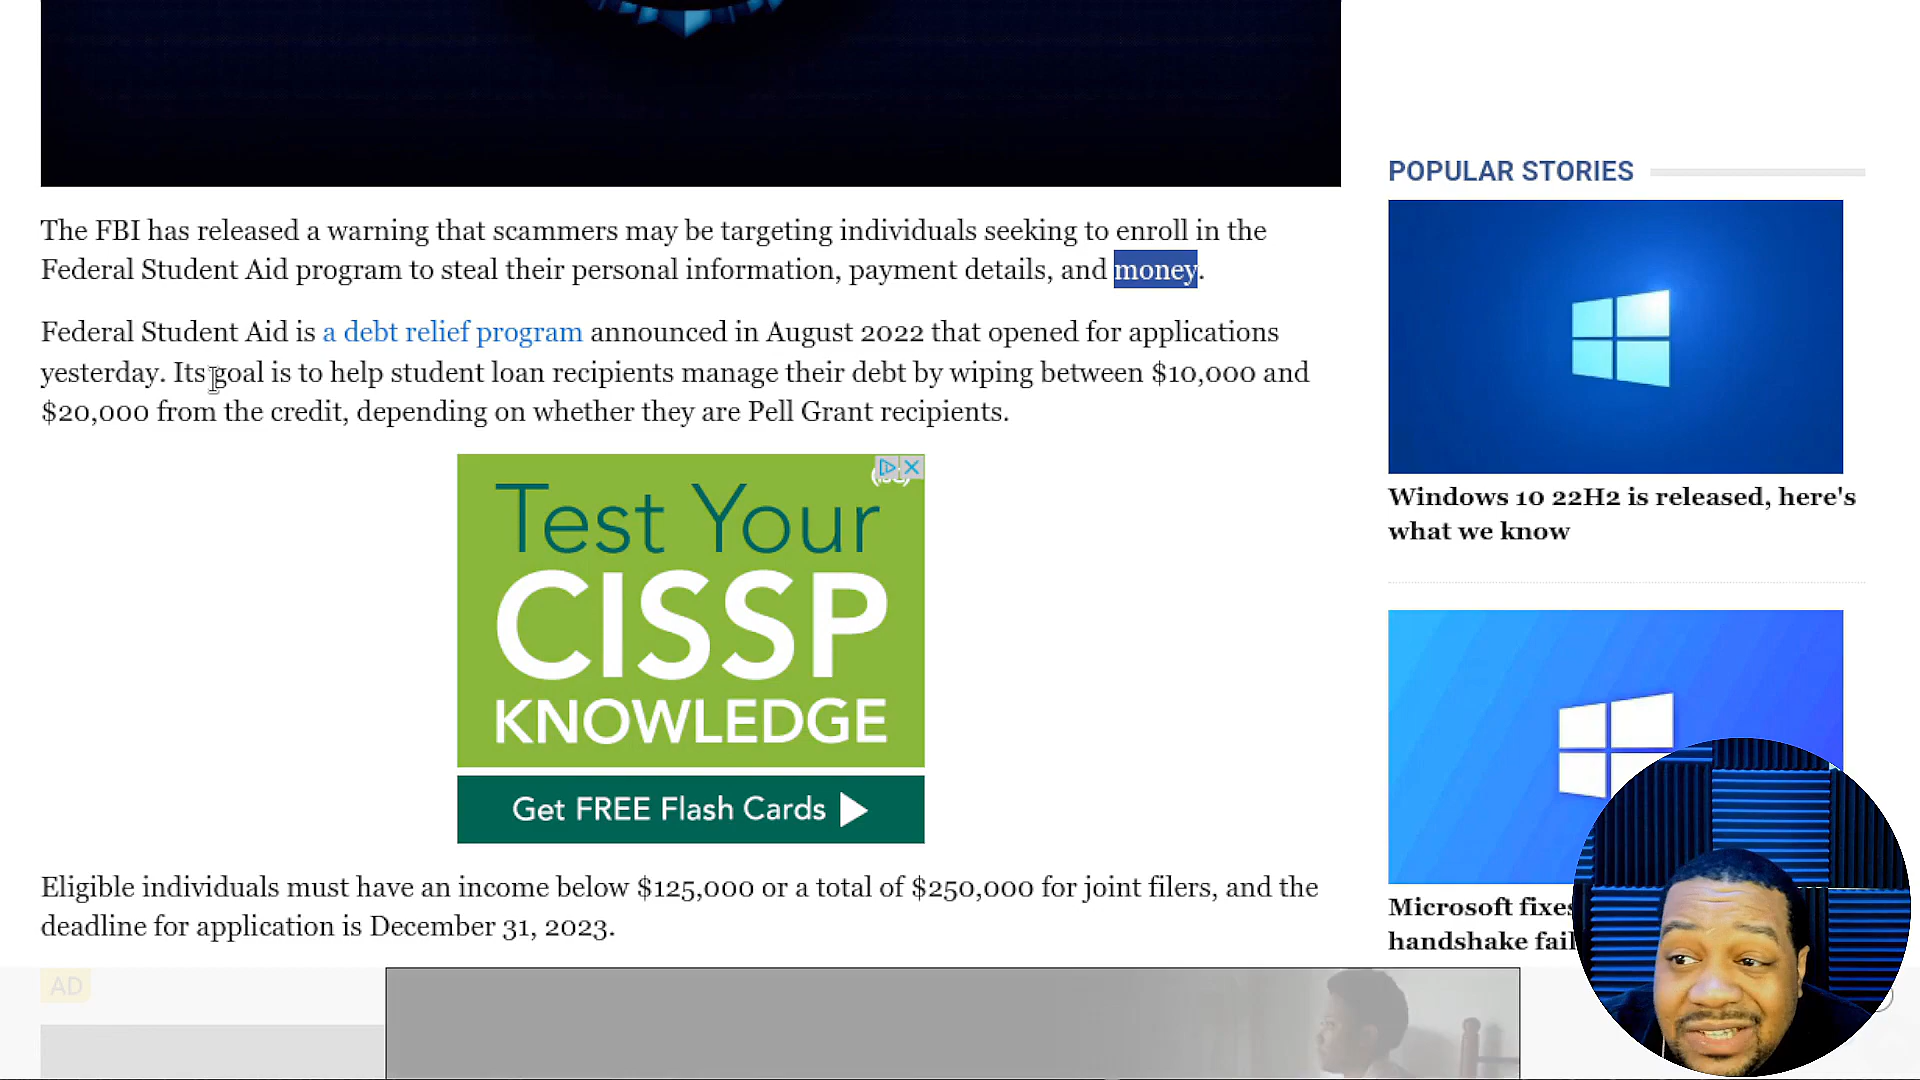 The FBI has released a warning that scammers may be targeting individuals seeking to enroll in the
Federal Student Aid program to steal their personal information, payment details, and money.
Federal Student Aid is a debt relief program announced in August 2022 that opened for applications
yesterday. Its goal is to help student loan recipients manage their debt by wiping between $10,000 and
$20,000 from the credit, depending on whether they are Pell Grant recipients.
Test Your
CISSP
KNOWLEDGE
Get FREE Flash Cards
Eligible individuals must have an income below $125,000 or a total of $250,000 for joint filers, and the
deadline for application is December 31, 2023.
AD
POPULAR STORIES
Windows 10 22H2 is released, here's
what we know
Microsoft fixes
handshake